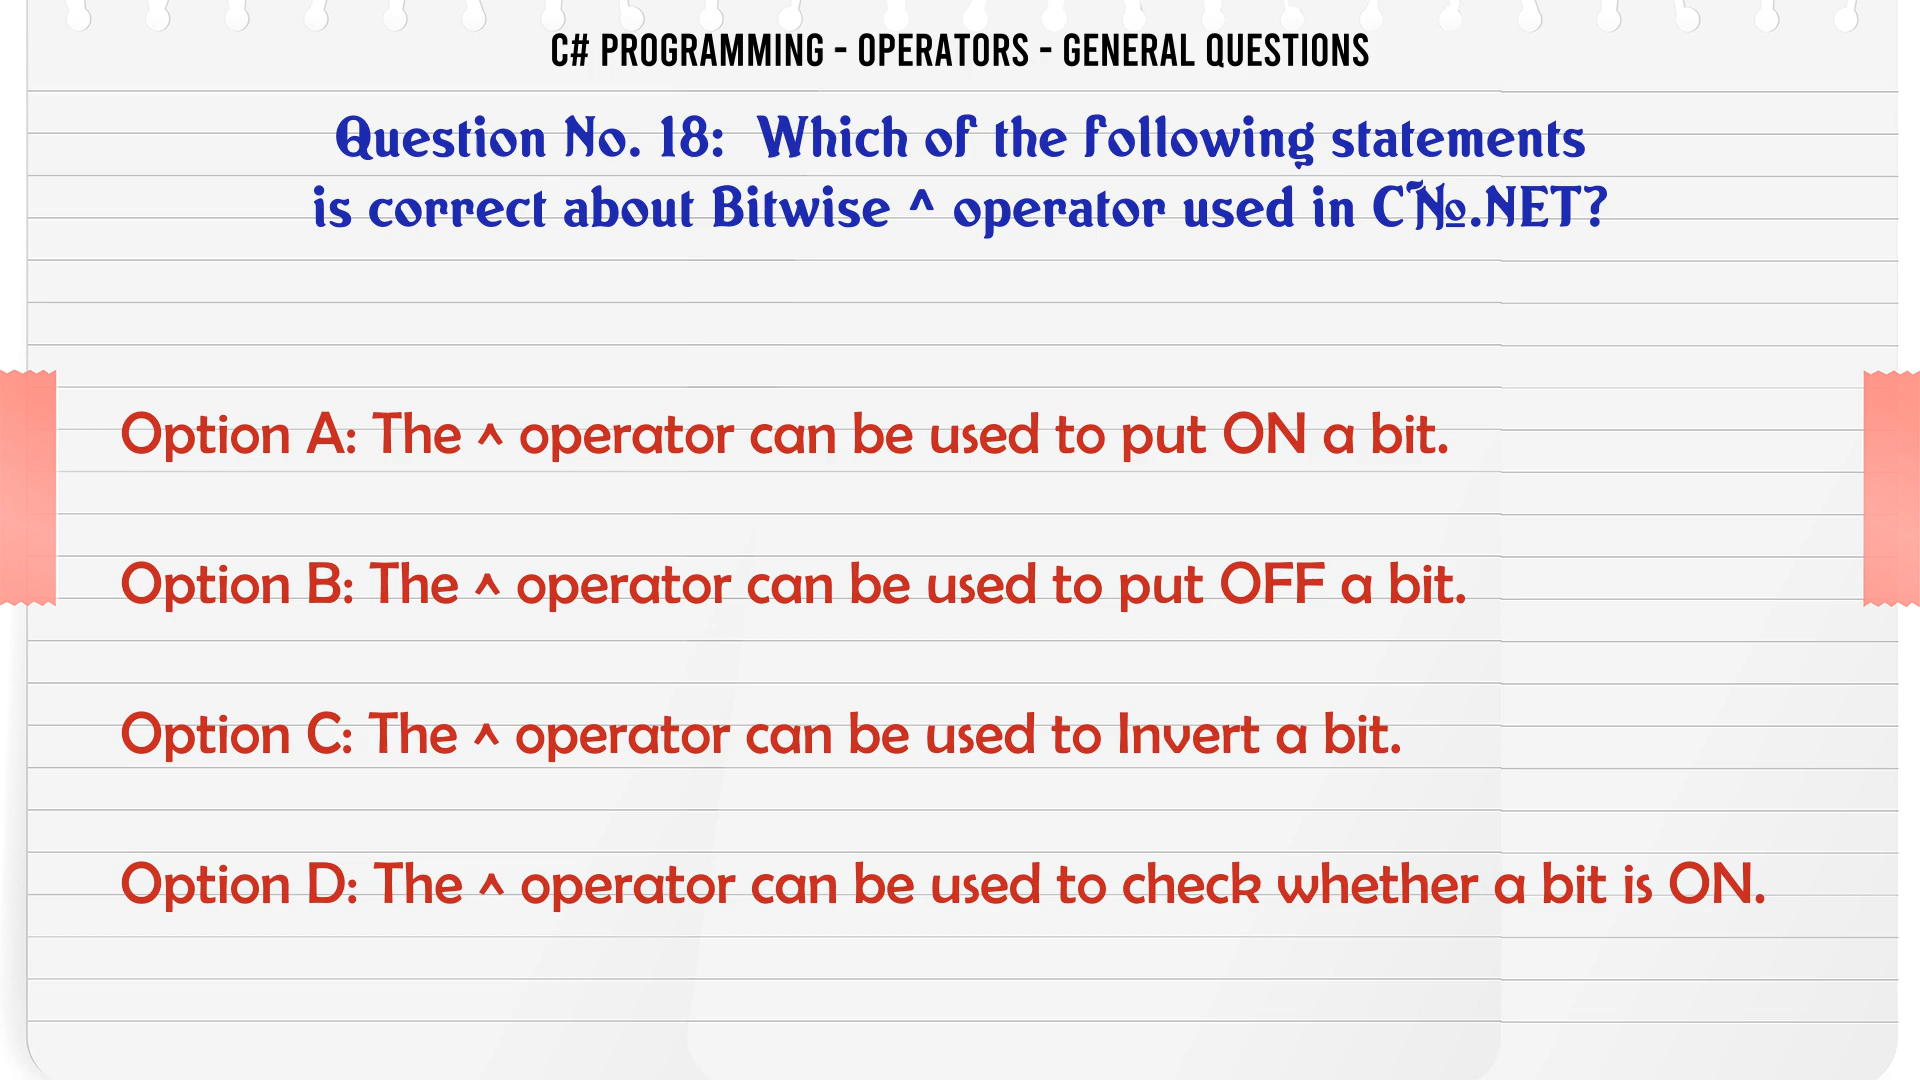 C# PROGRAMMING - OPERATORS - GENERAL QUESTIONS
Question No. 18: Which of the following statements
is correct about Bitwise ^ operator used in C№.NET?
Option A: The ^ operator can be used to put ON a bit.
Option B: The ^ operator can be used to put OFF a bit.
Option C: The ^ operator can be used to Invert a bit.
Option D: The ^ operator can be used to check whether a bit is ON.